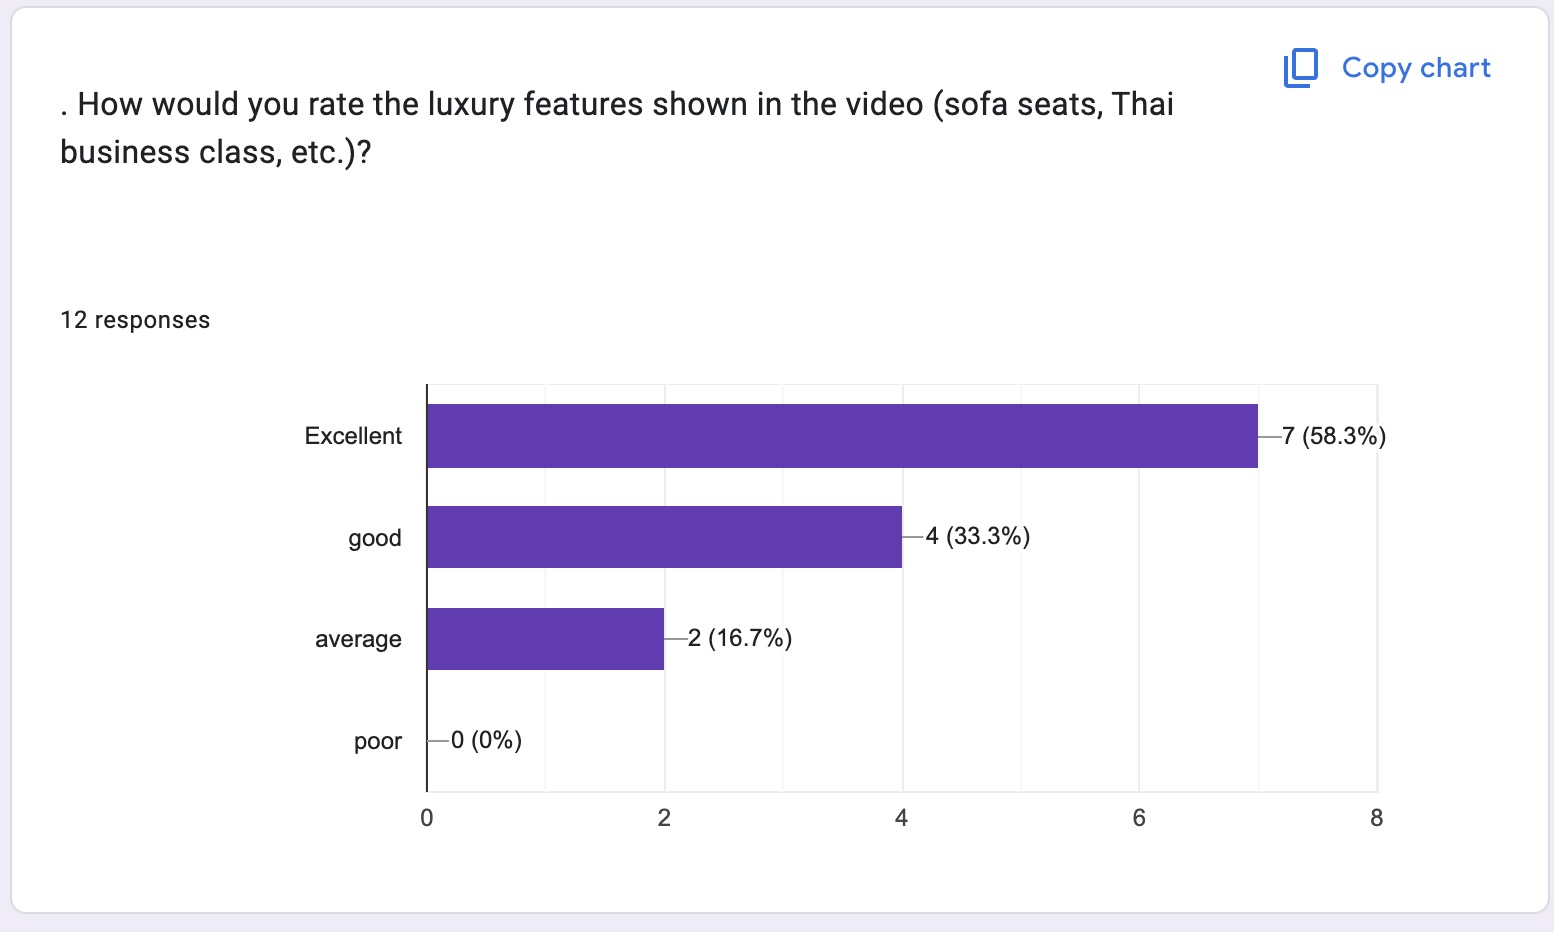 Copy chart
. How would you rate the luxury features shown in the video (sofa seats, Thai
business class, etc.)?
12 responses
Excellent 7 (58.3%)
good 4 (33.3%)
average 2 (16.7%)
poor 0 (0%)
0 2 4 6 8